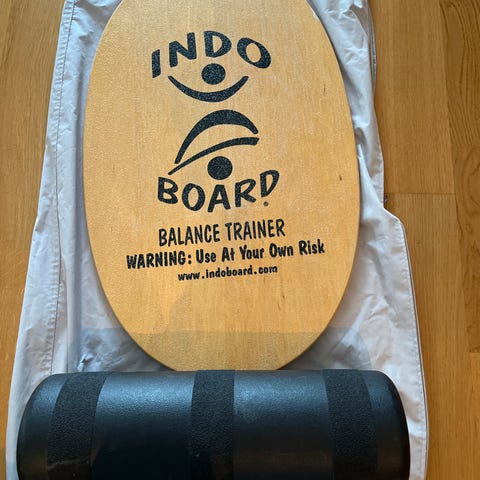 INDO
BOARD®
BALANCE TRAINER
WARNING: Use At Your Own Risk
www.indoboard.com